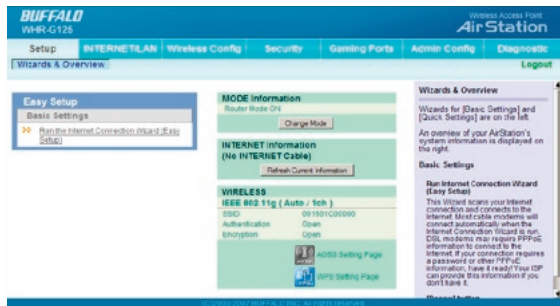 BUFFALO
WHR-G125
Wireless Access Point
AirStation
Setup INTERNET/LAN Wireless Config Security Gaming Ports Admin Config Diagnostic
Wizards & Overview
Logout
Easy Setup
Basic Settings
Run the Internet Connection Wizard (Easy
Setup)
MODE Information
Router Mode ON
Change Mode
INTERNET Information
(No INTERNET Cable)
Refresh Current Information
WIRELESS
IEEE 802.11g ( Auto / 1ch )
SSID 001601C00000
Authentication Open
Encryption Open
AOSS Setting Page
WPS Setting Page
Wizards & Overview
Wizards for [Basic Settings] and
[Quick Settings] are on the left.
An overview of your AirStation's
system information is displayed on
the right.
Basic Settings
Run Internet Connection Wizard
(Easy Setup)
This Wizard scans your Internet
connection and connects to the
Internet. Most cable modems will
connect automatically when the
Internet Connection Wizard is run.
DSL modems may require PPPoE
information to connect to the
Internet. If your connection requires
a password or other PPPoE
information, have it ready! Your ISP
can provide this information if you
don't have it.
(C)2003-2007 BUFFALO INC. All rights reserved.